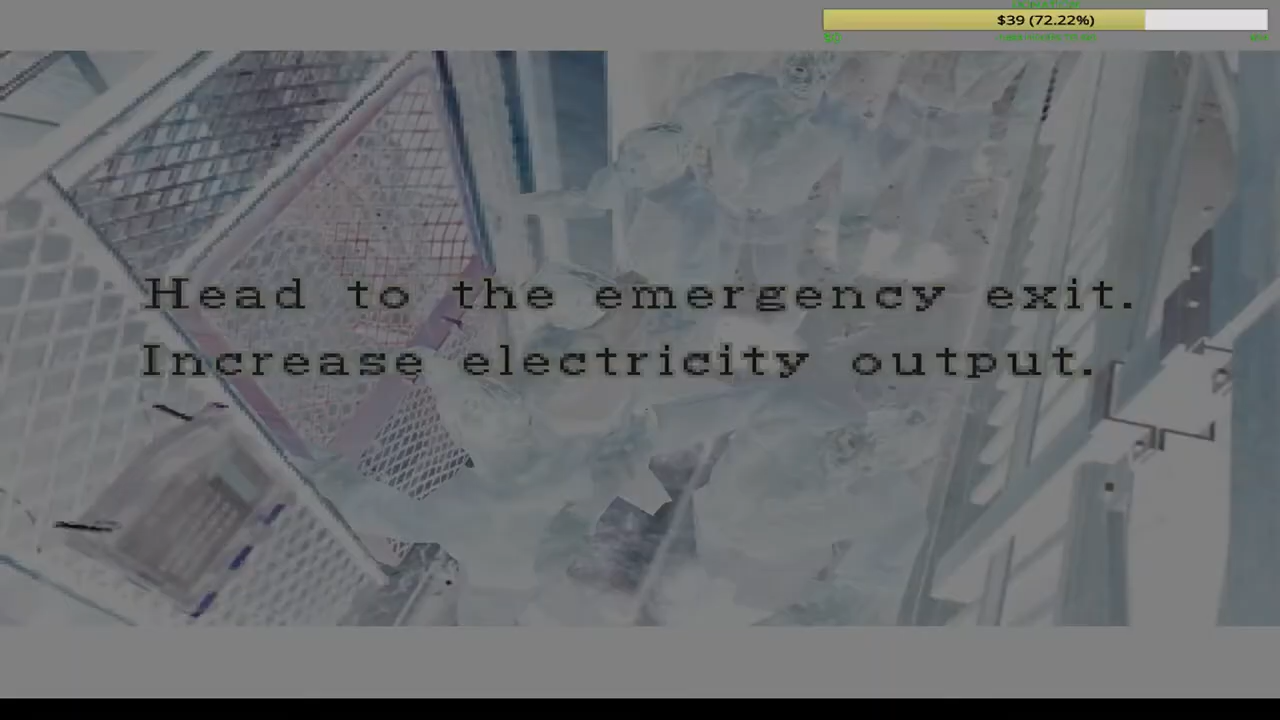 $39 (72.22%)
Head to the emergency exit.
Increase electricity output.